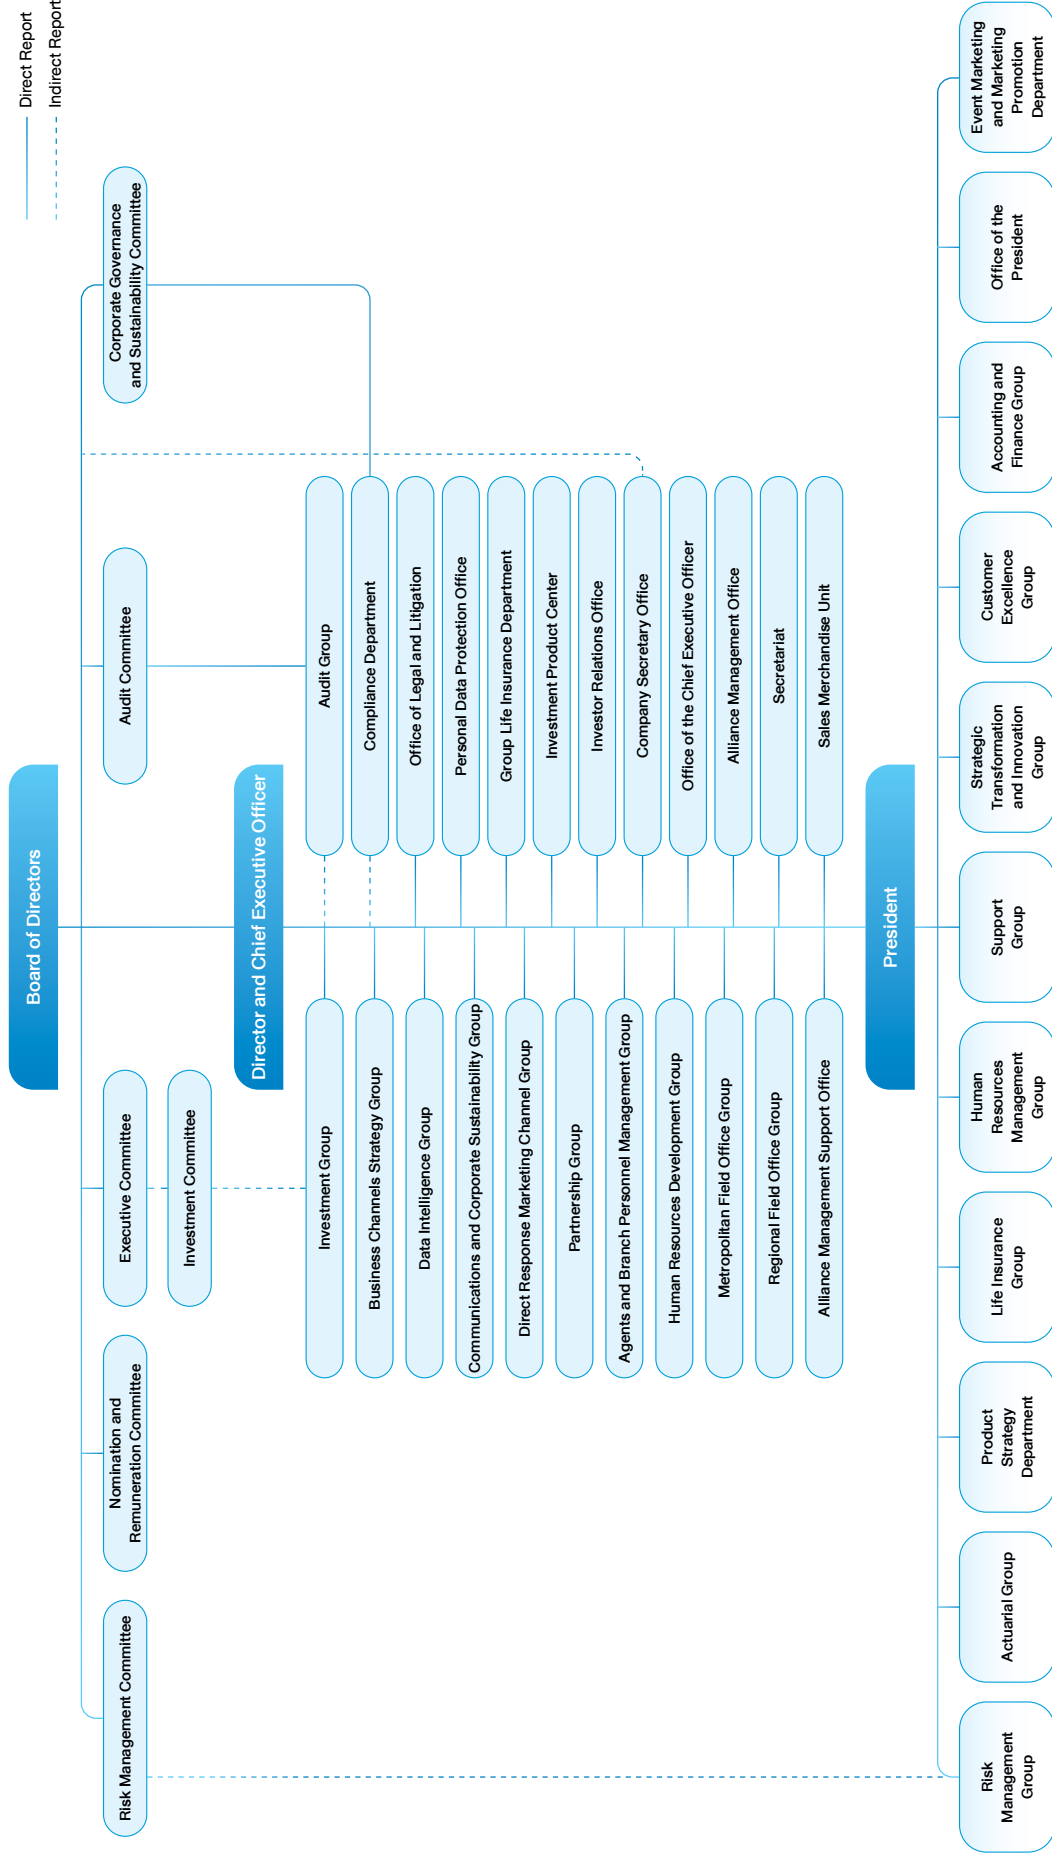 Direct Report
Indirect Report
Board of Directors
Risk Management Committee
Nomination and
Remuneration Committee
Executive Committee
Investment Committee
Audit Committee
Corporate Governance
and Sustainability Committee
Director and Chief Executive Officer
Investment Group
Business Channels Strategy Group
Data Intelligence Group
Communications and Corporate Sustainability Group
Direct Response Marketing Channel Group
Partnership Group
Agents and Branch Personnel Management Group
Human Resources Development Group
Metropolitan Field Office Group
Regional Field Office Group
Alliance Management Support Office
Audit Group
Compliance Department
Office of Legal and Litigation
Personal Data Protection Office
Group Life Insurance Department
Investment Product Center
Investor Relations Office
Company Secretary Office
Office of the Chief Executive Officer
Alliance Management Office
Secretariat
Sales Merchandise Unit
President
Risk
Management
Group
Actuarial Group
Product
Strategy
Department
Life Insurance
Group
Human
Resources
Management
Group
Support
Group
Strategic
Transformation
and Innovation
Group
Customer
Excellence
Group
Accounting and
Finance Group
Office of the
President
Event Marketing
and Marketing
Promotion
Department